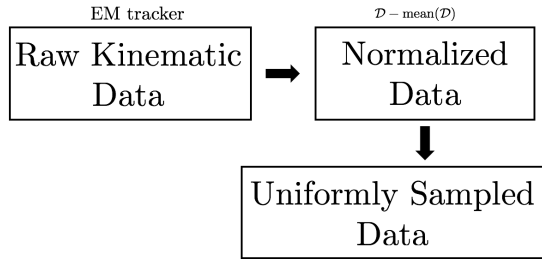 EM tracker
Raw Kinematic
Data
𝒟 − mean(𝒟)
Normalized
Data
Uniformly Sampled
Data